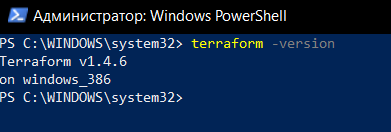 Администратор: Windows PowerShell
PS C:\WINDOWS\system32> terraform -version
Terraform v1.4.6
on windows_386
PS C:\WINDOWS\system32>